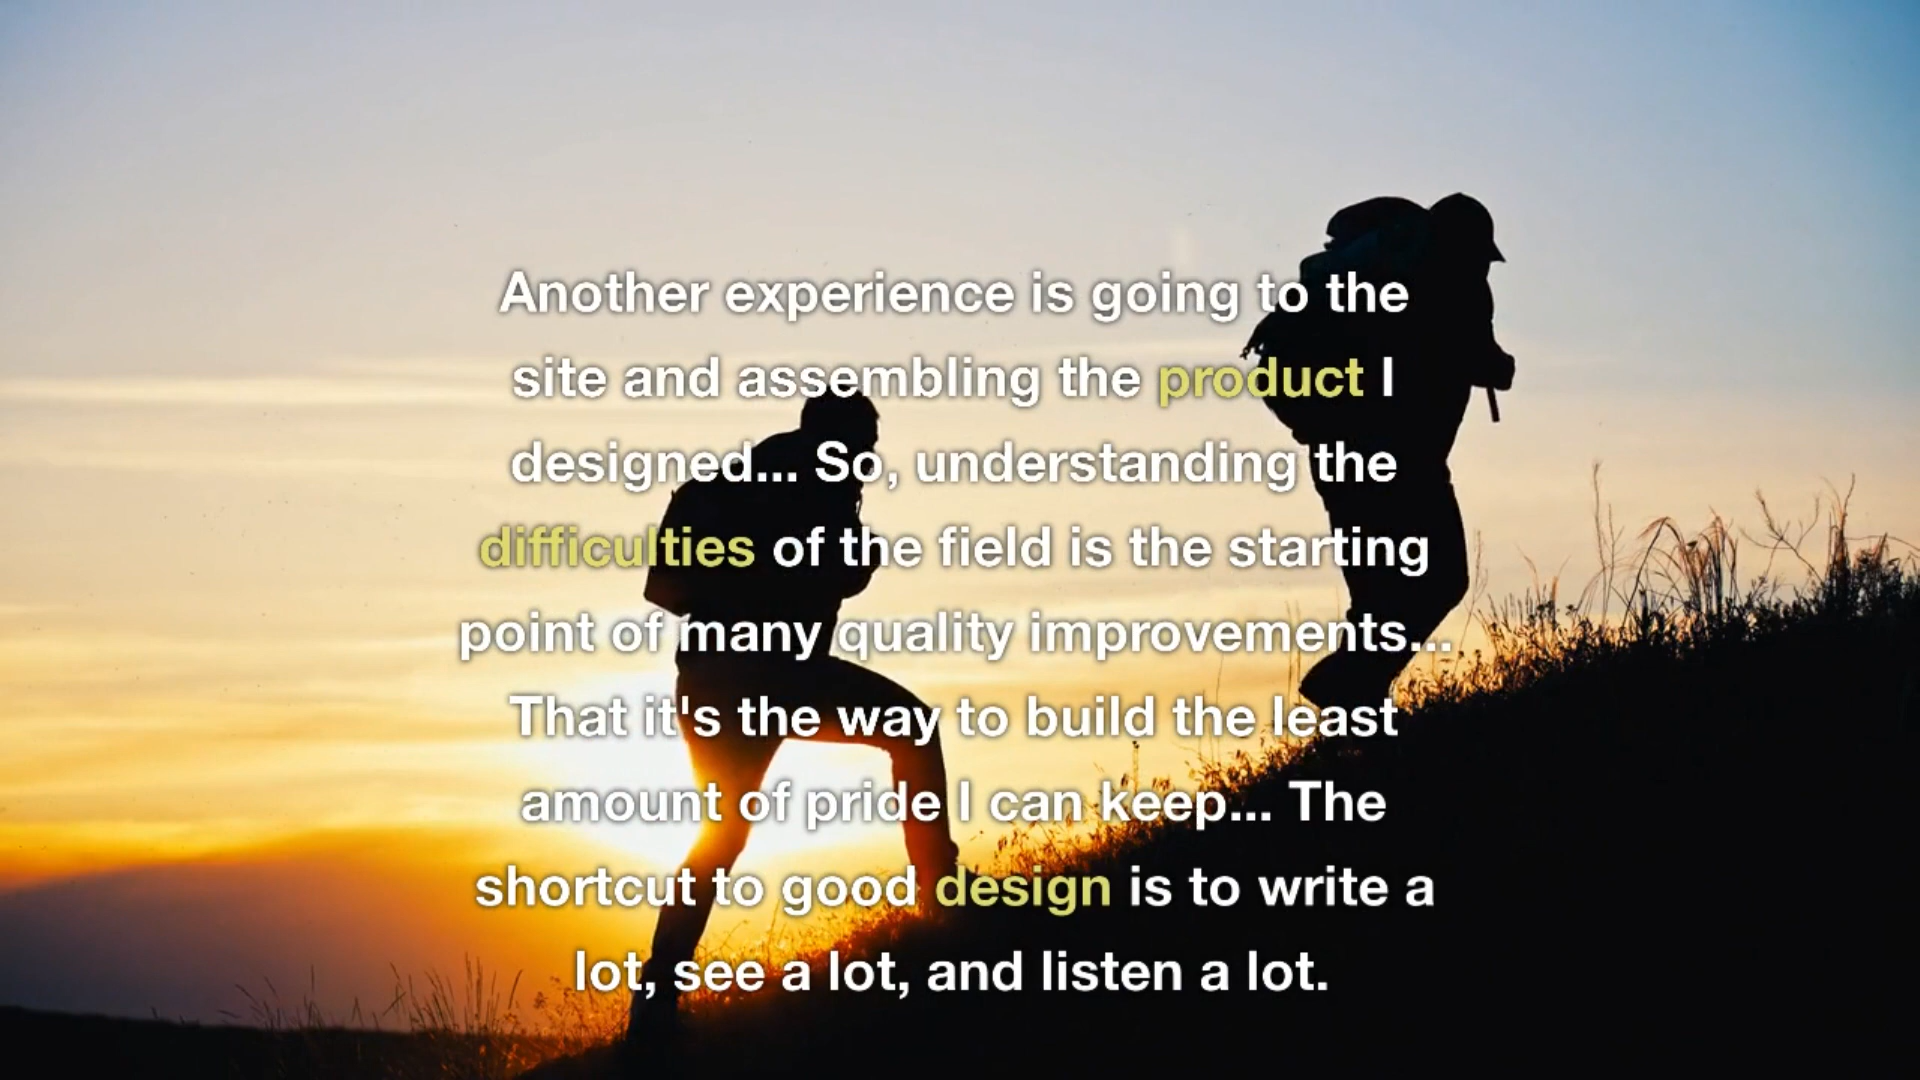 Another experience is going to the
site and assembling the product I
designed... So, understanding the
difficulties of the field is the starting
point of many quality improvements...
That it's the way to build the least
amount of pride I can keep... The
shortcut to good design is to write a
lot, see a lot, and listen a lot.